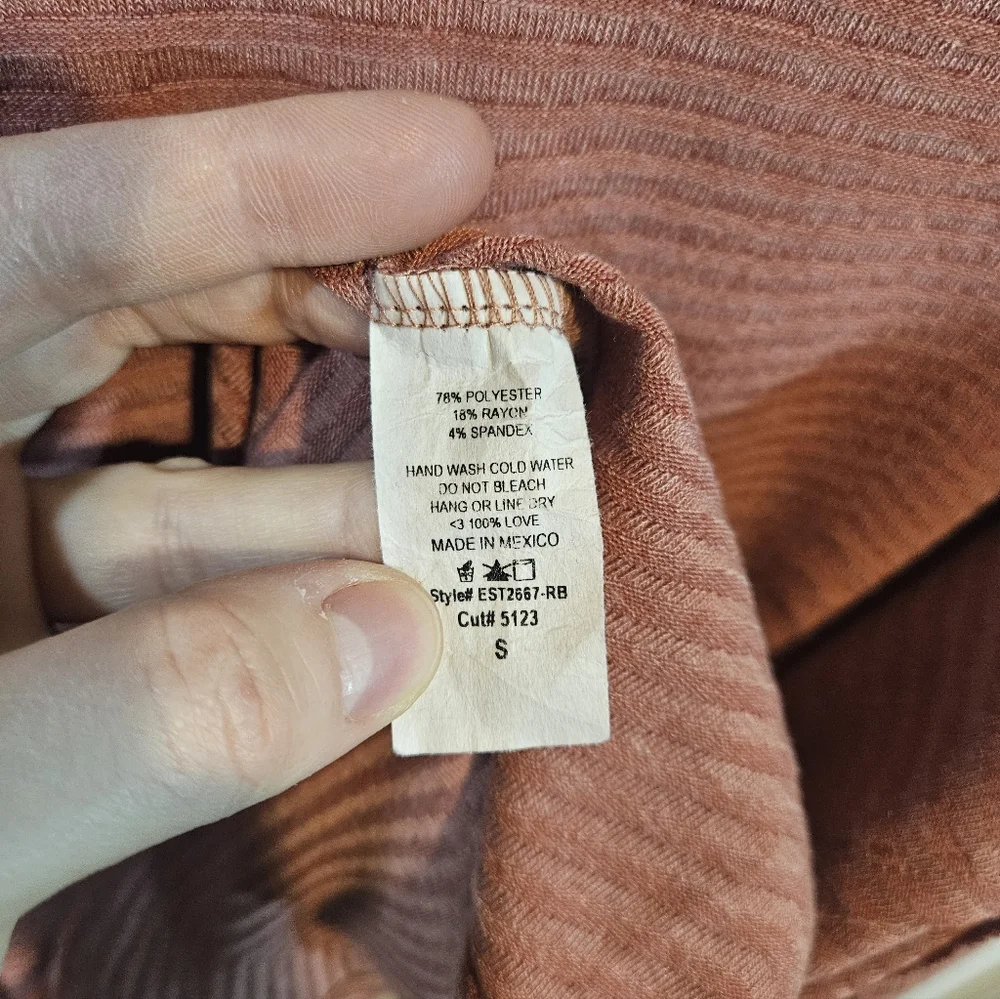 78% POLYESTER
18% RAYON
4% SPANDEX
HAND WASH COLD WATER
DO NOT BLEACH
HANG OR LINE DRY
<3 100% LOVE
MADE IN MEXICO
Style# EST2667-RB
Cut# 5123
S